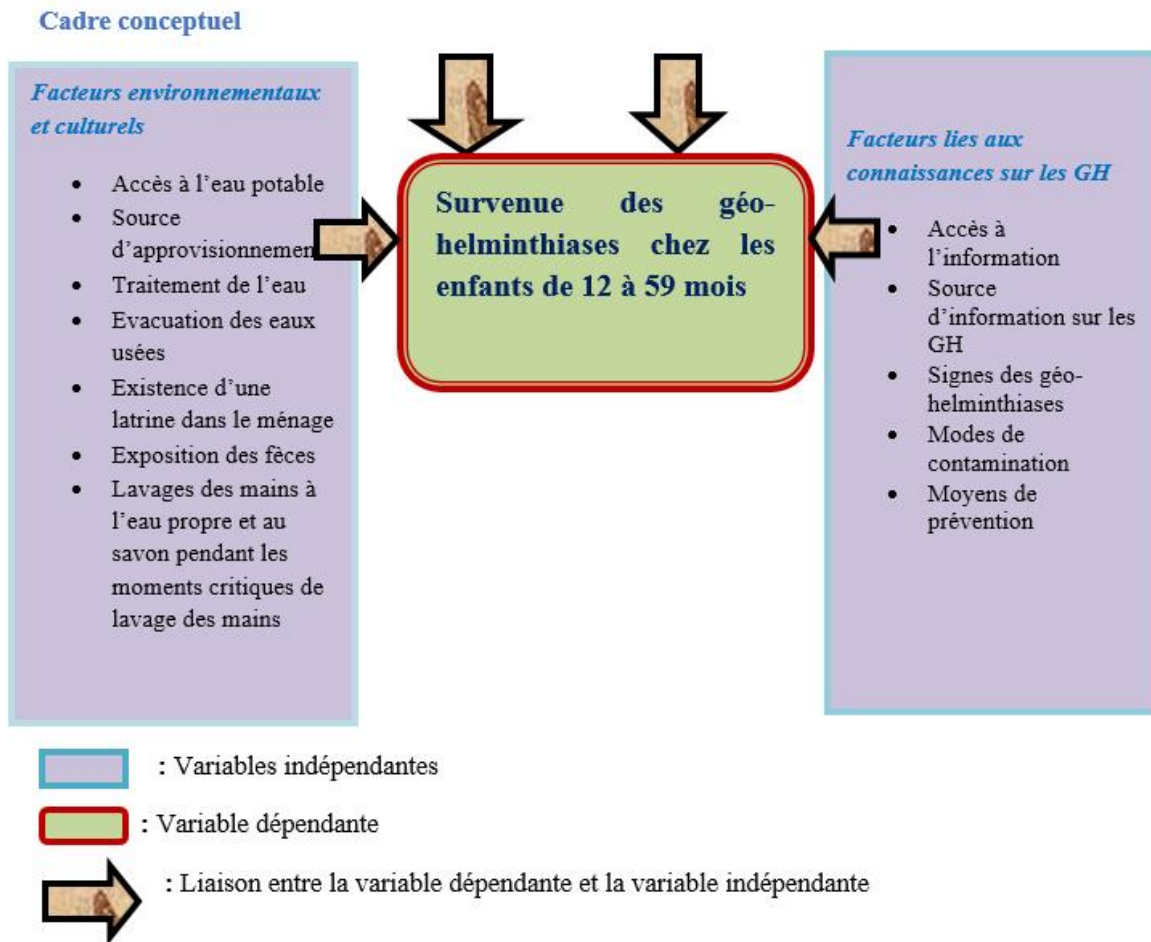 Cadre conceptuel
Facteurs environnementaux
et culturels
• Accès à l'eau potable
• Source
d'approvisionnemen
• Traitement de l'eau
• Evacuation des eaux
usées
• Existence d'une
latrine dans le ménage
• Exposition des fèces
• Lavages des mains à
l'eau propre et au
savon pendant les
moments critiques de
lavage des mains
Survenue des géo-
helminthiases chez les
enfants de 12 à 59 mois
Facteurs lies aux
connaissances sur les GH
• Accès à
l'information
• Source
d'information sur les
GH
• Signes des géo-
helminthiases
• Modes de
contamination
• Moyens de
prévention
: Variables indépendantes
: Variable dépendante
: Liaison entre la variable dépendante et la variable indépendante